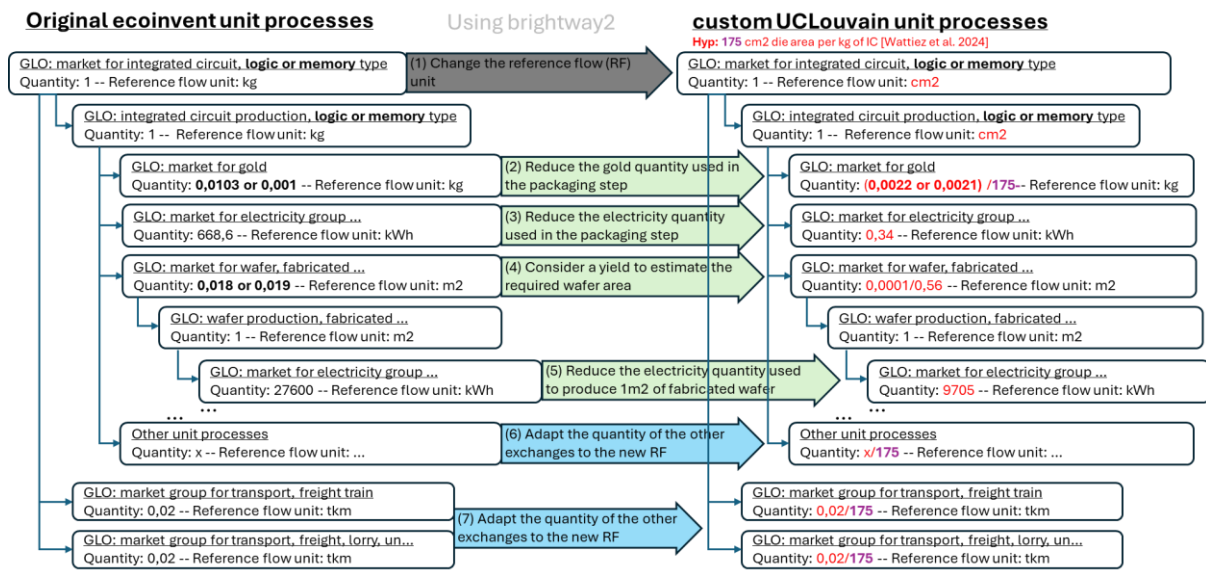 Original ecoinvent unit processes
Using brightway2
custom UCLouvain unit processes
Hyp: 175 cm2 die area per kg of IC [Wattiez et al. 2024]
GLO: market for integrated circuit, logic or memory type
Quantity: 1 -- Reference flow unit: kg
(1) Change the reference flow (RF)
unit
GLO: market for integrated circuit, logic or memory type
Quantity: 1 -- Reference flow unit: cm2
GLO: integrated circuit production, logic or memory type
Quantity: 1 -- Reference flow unit: kg
GLO: integrated circuit production, logic or memory type
Quantity: 1 -- Reference flow unit: cm2
GLO: market for gold
Quantity: 0,0103 or 0,001 -- Reference flow unit: kg
(2) Reduce the gold quantity used in
the packaging step
GLO: market for gold
Quantity: (0,0022 or 0,0021) /175-- Reference flow unit: kg
GLO: market for electricity group ...
Quantity: 668,6 -- Reference flow unit: kWh
(3) Reduce the electricity quantity
used in the packaging step
GLO: market for electricity group ...
Quantity: 0,34 -- Reference flow unit: kWh
GLO: market for wafer, fabricated ...
Quantity: 0,018 or 0,019 -- Reference flow unit: m2
(4) Consider a yield to estimate the
required wafer area
GLO: market for wafer, fabricated ...
Quantity: 0,0001/0,56 -- Reference flow unit: m2
GLO: wafer production, fabricated ...
Quantity: 1 -- Reference flow unit: m2
GLO: wafer production, fabricated ...
Quantity: 1 -- Reference flow unit: m2
GLO: market for electricity group ...
Quantity: 27600 -- Reference flow unit: kWh
(5) Reduce the electricity quantity used
to produce 1m2 of fabricated wafer
GLO: market for electricity group ...
Quantity: 9705 -- Reference flow unit: kWh
...
...
...
...
Other unit processes
Quantity: x -- Reference flow unit: ...
(6) Adapt the quantity of the other
exchanges to the new RF
Other unit processes
Quantity: x/175 -- Reference flow unit: ...
GLO: market group for transport, freight train
Quantity: 0,02 -- Reference flow unit: tkm
(7) Adapt the quantity of the other
exchanges to the new RF
GLO: market group for transport, freight train
Quantity: 0,02/175 -- Reference flow unit: tkm
GLO: market group for transport, freight, lorry, un...
Quantity: 0,02 -- Reference flow unit: tkm
GLO: market group for transport, freight, lorry, un...
Quantity: 0,02/175 -- Reference flow unit: tkm